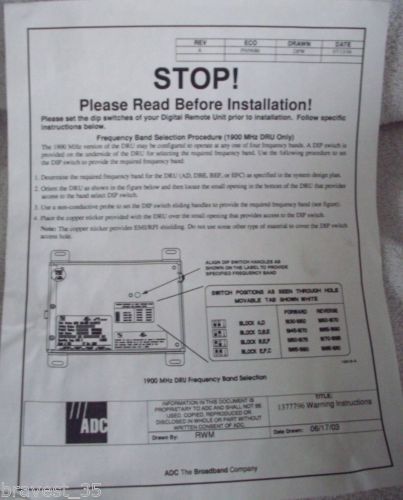 REV ECO DRAWN DATE
A
STOP!
Please Read Before Installation!
Please set the dip switches of your Digital Remote Unit prior to installation. Follow specific
instructions below.
Frequency Band Selection Procedure (1900 MHz DRU Only)
The 1900 MHz version of the DRU may be configured to operate at any one of four frequency bands. A DIP switch is
provided on the underside of the DRU for selecting the required frequency band. Use the following procedure to set
the DIP switch to provide the required frequency band:
1. Determine the required frequency band for the DRU (AD, DBE, BEF, or EFC) as specified in the system design plan.
2. Orient the DRU as shown in the figure below and then locate the small opening in the bottom of the DRU that provides
access to the band select DIP switch.
3. Use a non-conductive probe to set the DIP switch sliding handles to provide the required frequency band (see figure).
4. Place the copper sticker provided with the DRU over the small opening that provides access to the DIP switch.
Note: The copper sticker provides EMI/RFI shielding. Do not use some other type of material to cover the DIP switch
access hole.
ALIGN DIP SWITCH HANDLES AS
SHOWN ON THE LABEL TO PROVIDE
SPECIFIED FREQUENCY BAND
SWITCH POSITIONS AS SEEN THROUGH HOLE
MOVABLE TAB SHOWN WHITE
FORWARD REVERSE
BLOCK A,D
BLOCK D,B,E
BLOCK B,E,F
BLOCK E,F,C
1900 MHz DRU Frequency Band Selection
ADC
INFORMATION IN THIS DOCUMENT IS
PROPRIETARY TO ADC AND SHALL NOT BE
USED, COPIED, REPRODUCED OR
DISCLOSED IN WHOLE OR PART WITHOUT
WRITTEN CONSENT OF ADC.
TITLE:
1377796 Warning Instructions
Drawn By: RWM
Date Drawn: 06/17/03
ADC The Broadband Company
bravest_35